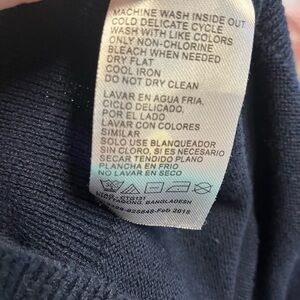 MACHINE WASH INSIDE OUT
COLD DELICATE CYCLE
WASH WITH LIKE COLORS
ONLY NON-CHLORINE
BLEACH WHEN NEEDED
DRY FLAT
COOL IRON
DO NOT DRY CLEAN
LAVAR EN AGUA FRIA,
CICLO DELICADO,
POR EL LADO
LAVAR CON COLORES
SIMILAR
SOLO USE BLANQUEADOR
SIN CLORO, SI ES NECESARIO
SECAR TENDIDO PLANO
PLANCHA EN FRIO
NO LAVAR EN SECO
BANGLADESH
Feb 2018